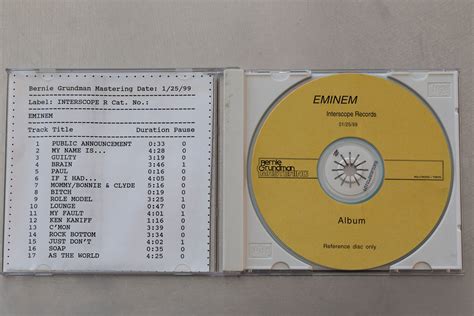 Bernie Grundman Mastering Date: 1/25/99
Label: INTERSCOPE R Cat. No.:
EMINEM
Track Title Duration Pause
1 PUBLIC ANNOUNCEMENT 0:33 0
2 MY NAME IS... 4:29 0
3 GUILTY 3:21 0
4 BRAIN 3:46 0
5 PAUL 0:15 0
6 IF I HAD... 4:05 0
7 MOMMY/BONNIE & CLYDE 5:16 0
8 BITCH 0:19 0
9 ROLE MODEL 3:25 1
10 LOUNGE 0:47 0
11 MY FAULT 4:01 1
12 KEN KANIFF 1:16 0
13 C'MON 3:39 0
14 ROCK BOTTOM 3:34 0
15 JUST DON'T 4:02 1
16 SOAP 0:35 0
17 AS THE WORLD 4:25 0
EMINEM
Interscope Records
01/25/99
Bernie
Grundman
MASTERING
Album
Reference disc only.